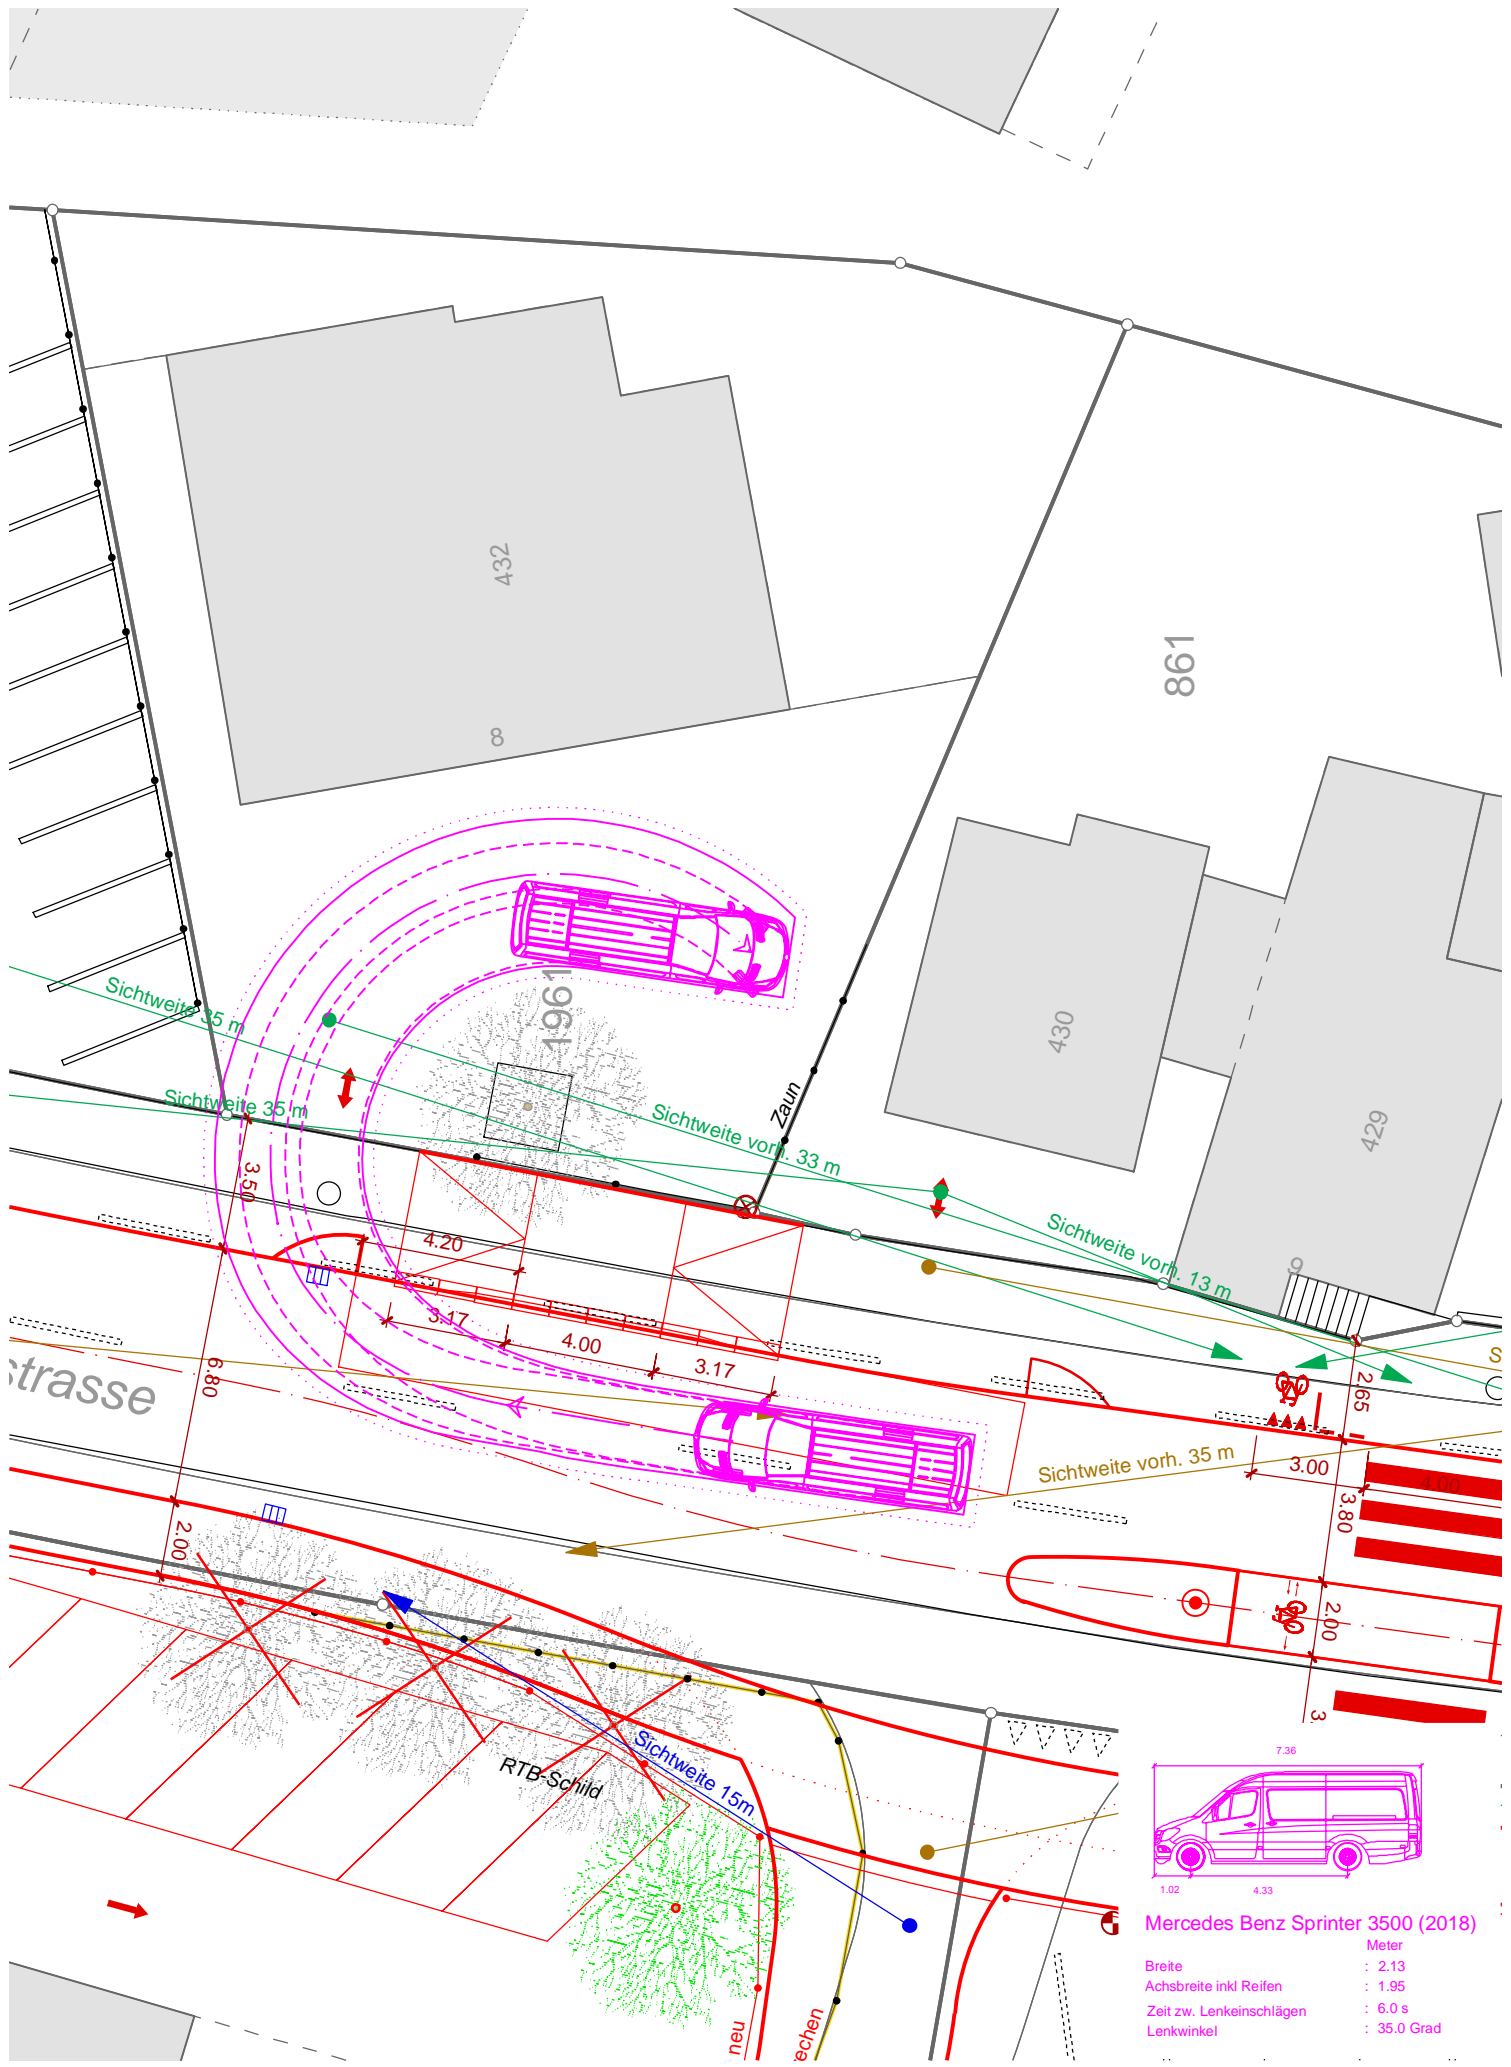 432
8
861
1961
430
429
9
Zaun
Sichtweite 35 m
Sichtweite 35 m
Sichtweite vorh. 33 m
Sichtweite vorh. 13 m
3.50
4.20
3.17
4.00
3.17
6.80
strasse
2.65
S
Sichtweite vorh. 35 m
3.00
4.00
3.80
2.00
2.00
3
RTB-Schild
Sichtweite 15m
neu
rechen
7.36
1.02
4.33
Mercedes Benz Sprinter 3500 (2018)
Meter
Breite : 2.13
Achsbreite inkl Reifen : 1.95
Zeit zw. Lenkeinschlägen : 6.0 s
Lenkwinkel : 35.0 Grad